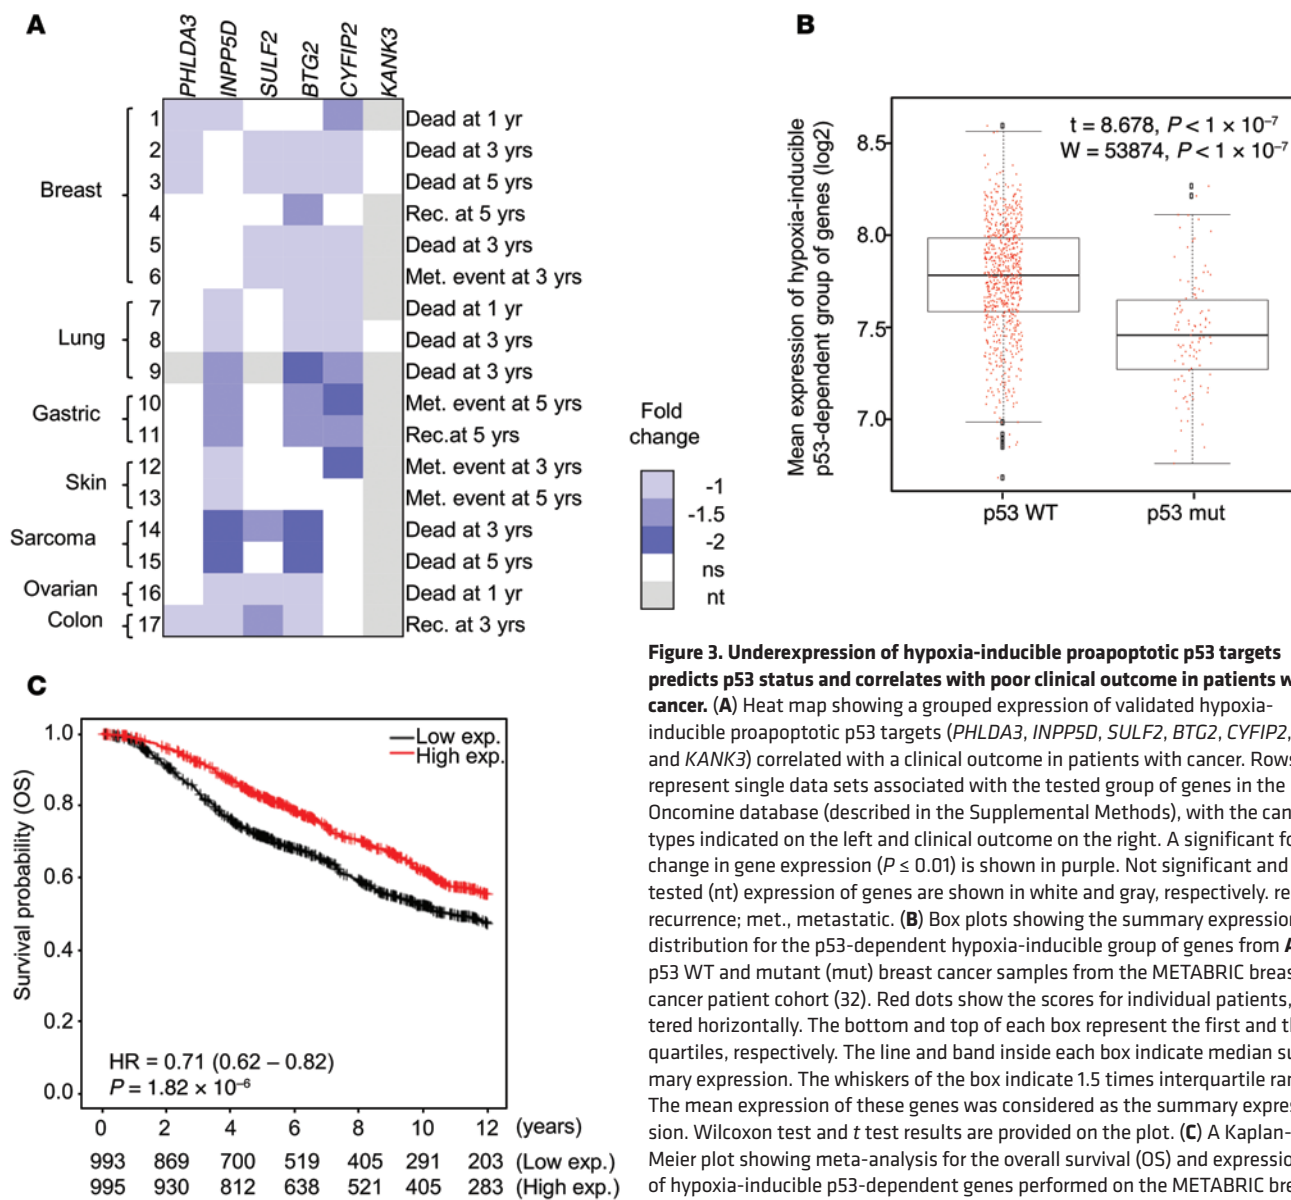 A
PHLDA3 INPP5D SULF2 BTG2 CYFIP2 KANK3
Breast
1 Dead at 1 yr
2 Dead at 3 yrs
3 Dead at 5 yrs
4 Rec. at 5 yrs
5 Dead at 3 yrs
6 Met. event at 3 yrs
Lung
7 Dead at 1 yr
8 Dead at 3 yrs
9 Dead at 3 yrs
Gastric
10 Met. event at 5 yrs
11 Rec.at 5 yrs
Skin
12 Met. event at 3 yrs
13 Met. event at 5 yrs
Sarcoma
14 Dead at 3 yrs
15 Dead at 5 yrs
Ovarian
16 Dead at 1 yr
Colon
17 Rec. at 3 yrs
Fold
change
-1
-1.5
-2
ns
nt
B
Mean expression of hypoxia-inducible
p53-dependent group of genes (log2)
8.5
8.0
7.5
7.0
t = 8.678, P < 1 × 10⁻⁷
W = 53874, P < 1 × 10⁻⁷
p53 WT p53 mut
C
Survival probability (OS)
1.0
0.8
0.6
0.4
0.2
0.0
Low exp.
High exp.
HR = 0.71 (0.62 – 0.82)
P = 1.82 × 10⁻⁶
0 2 4 6 8 10 12 (years)
993 869 700 519 405 291 203 (Low exp.)
995 930 812 638 521 405 283 (High exp.)
Figure 3. Underexpression of hypoxia-inducible proapoptotic p53 targets
predicts p53 status and correlates with poor clinical outcome in patients
cancer. (A) Heat map showing a grouped expression of validated hypoxia-
inducible proapoptotic p53 targets (PHLDA3, INPP5D, SULF2, BTG2, CYFIP2,
and KANK3) correlated with a clinical outcome in patients with cancer. Rows
represent single data sets associated with the tested group of genes in the
Oncomine database (described in the Supplemental Methods), with the
types indicated on the left and clinical outcome on the right. A significant
change in gene expression (P ≤ 0.01) is shown in purple. Not significant and
tested (nt) expression of genes are shown in white and gray, respectively.
recurrence; met., metastatic. (B) Box plots showing the summary expression
distribution for the p53-dependent hypoxia-inducible group of genes from A
p53 WT and mutant (mut) breast cancer samples from the METABRIC
cancer patient cohort (32). Red dots show the scores for individual patients,
tered horizontally. The bottom and top of each box represent the first and
quartiles, respectively. The line and band inside each box indicate median
mary expression. The whiskers of the box indicate 1.5 times interquartile
The mean expression of these genes was considered as the summary expres-
sion. Wilcoxon test and t test results are provided on the plot. (C) A Kaplan-
Meier plot showing meta-analysis for the overall survival (OS) and expression
of hypoxia-inducible p53-dependent genes performed on the METABRIC